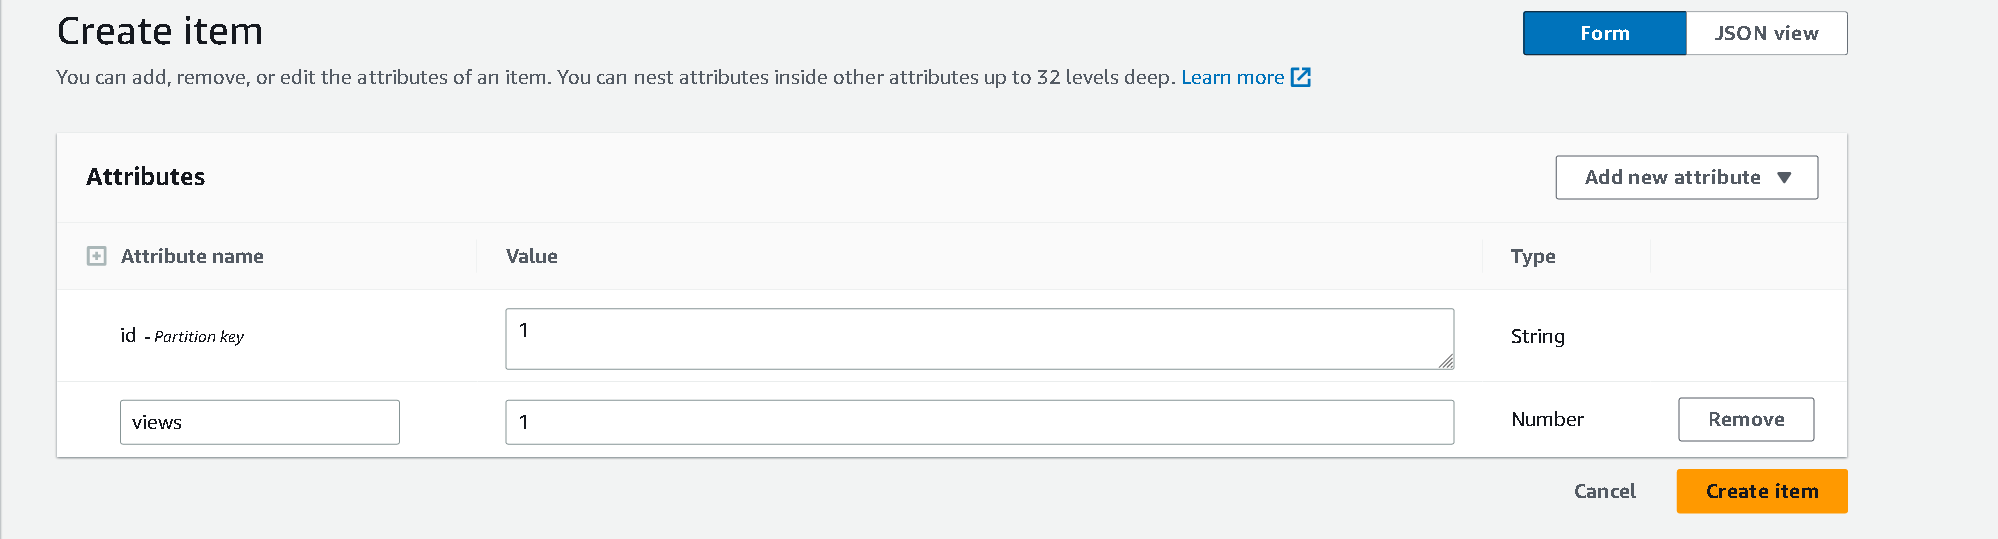 Create item
Form
JSON view
You can add, remove, or edit the attributes of an item. You can nest attributes inside other attributes up to 32 levels deep. Learn more
Attributes
Add new attribute
Attribute name
Value
Type
id - Partition key
1
String
views
1
Number
Remove
Cancel
Create item